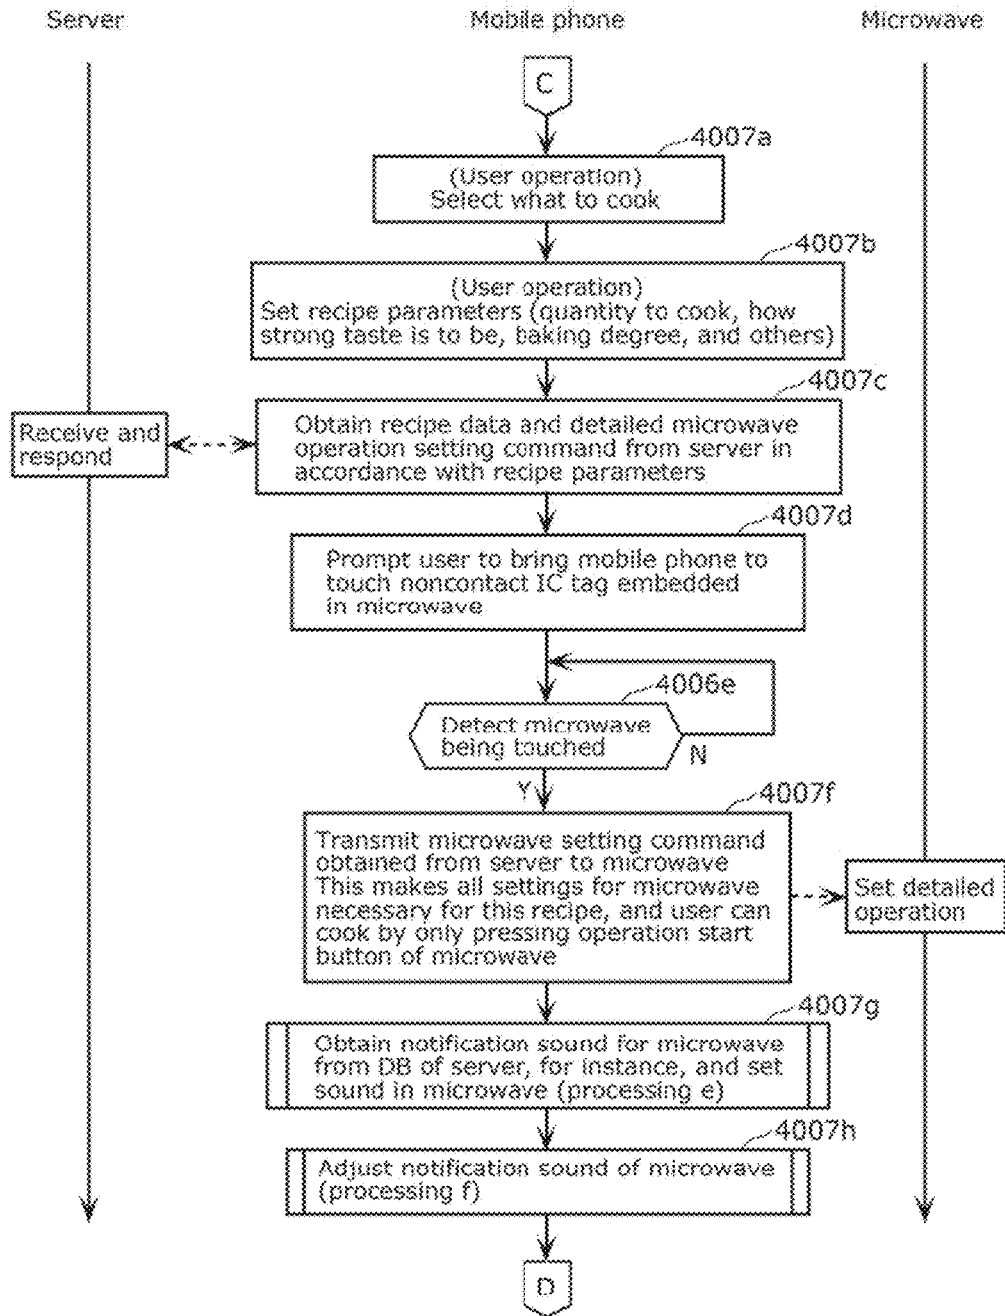 Server
Mobile phone
Microwave
C
4007a
(User operation)
Select what to cook
4007b
(User operation)
Set recipe parameters (quantity to cook, how
strong taste is to be, baking degree, and others)
4007c
Receive and
respond
Obtain recipe data and detailed microwave
operation setting command from server in
accordance with recipe parameters
4007d
Prompt user to bring mobile phone to
touch noncontact IC tag embedded
in microwave
4006e
Detect microwave
being touched
N
Y
4007f
Transmit microwave setting command
obtained from server to microwave
This makes all settings for microwave
necessary for this recipe, and user can
cook by only pressing operation start
button of microwave
Set detailed
operation
4007g
Obtain notification sound for microwave
from DB of server, for instance, and set
sound in microwave (processing e)
4007h
Adjust notification sound of microwave
(processing f)
D